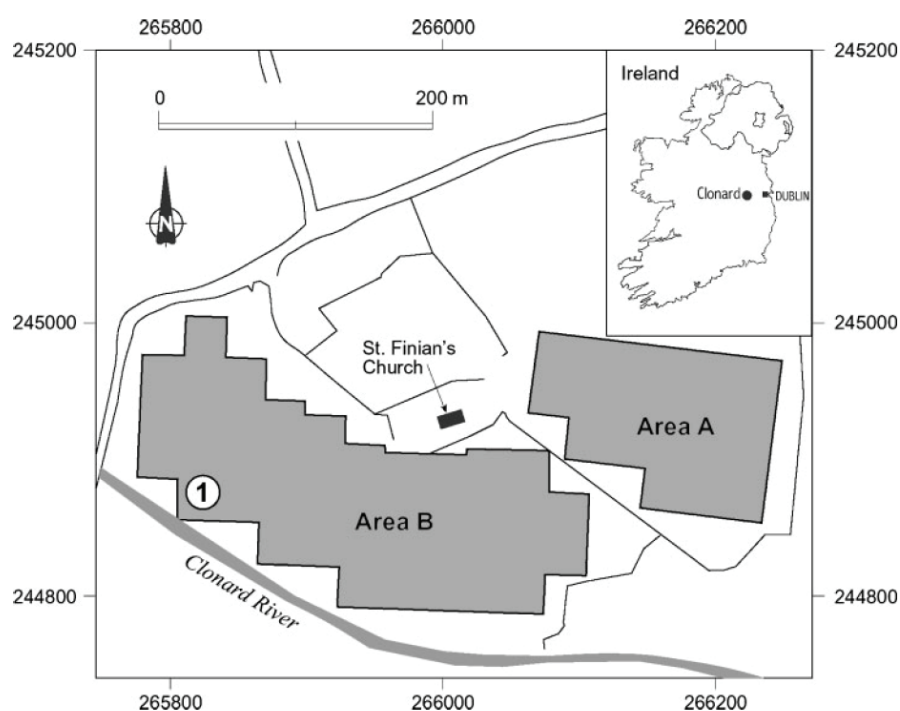 265800 266000 266200
245200 245200
Ireland
0 200 m
Clonard DUBLIN
N
245000 245000
St. Finian's
Church
Area A
1
Area B
Clonard River
244800 244800
265800 266000 266200